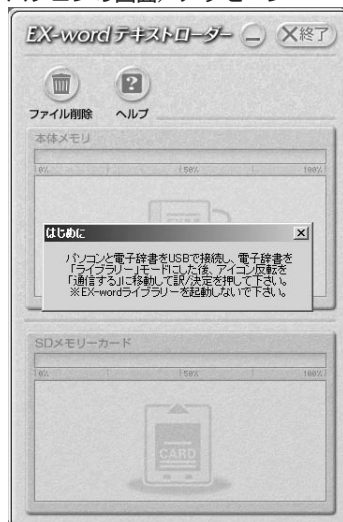 EX-word テキストローダー
終了
ファイル削除 ヘルプ
本体メモリ
0% 50% 100%
はじめに
パソコンと電子辞書をUSBで接続し、電子辞書を
「ライブラリー」モードにした後、アイコン反転を
「通信する」に移動して訳/決定を押して下さい。
※EX-wordライブラリーを起動しないで下さい。
SDメモリーカード
0% 50% 100%
CARD